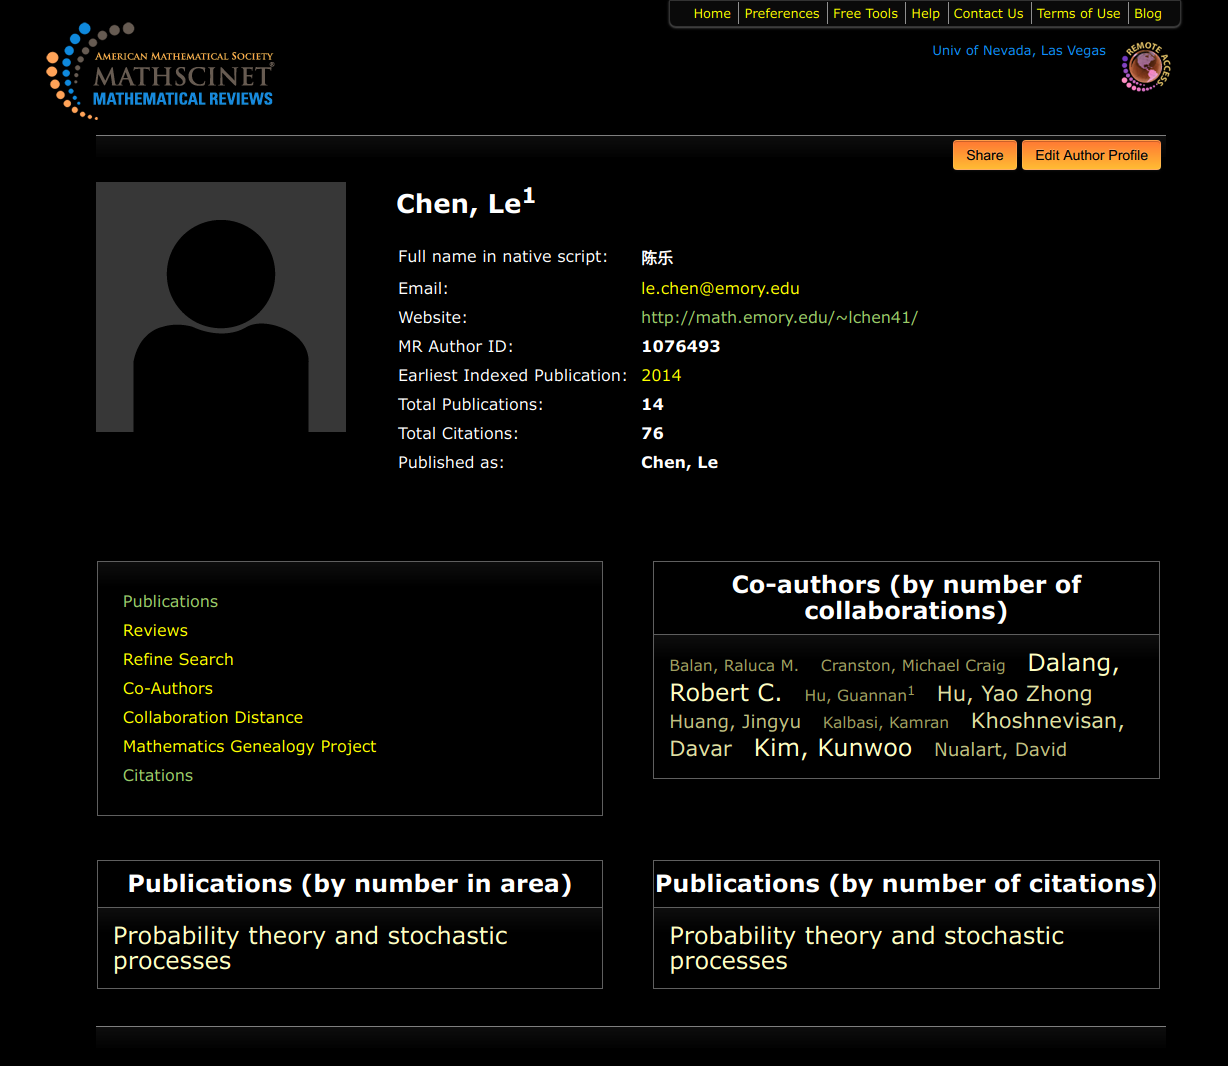 Home Preferences Free Tools Help Contact Us Terms of Use Blog
AMERICAN MATHEMATICAL SOCIETY
MATHSCINET®
MATHEMATICAL REVIEWS
Univ of Nevada, Las Vegas
REMOTE ACCESS
Share Edit Author Profile
Chen, Le¹
Full name in native script: 陈乐
Email: le.chen@emory.edu
Website: http://math.emory.edu/~lchen41/
MR Author ID: 1076493
Earliest Indexed Publication: 2014
Total Publications: 14
Total Citations: 76
Published as: Chen, Le
Publications
Reviews
Refine Search
Co-Authors
Collaboration Distance
Mathematics Genealogy Project
Citations
Co-authors (by number of
collaborations)
Balan, Raluca M. Cranston, Michael Craig Dalang,
Robert C. Hu, Guannan¹ Hu, Yao Zhong
Huang, Jingyu Kalbasi, Kamran Khoshnevisan,
Davar Kim, Kunwoo Nualart, David
Publications (by number in area)
Probability theory and stochastic
processes
Publications (by number of citations)
Probability theory and stochastic
processes